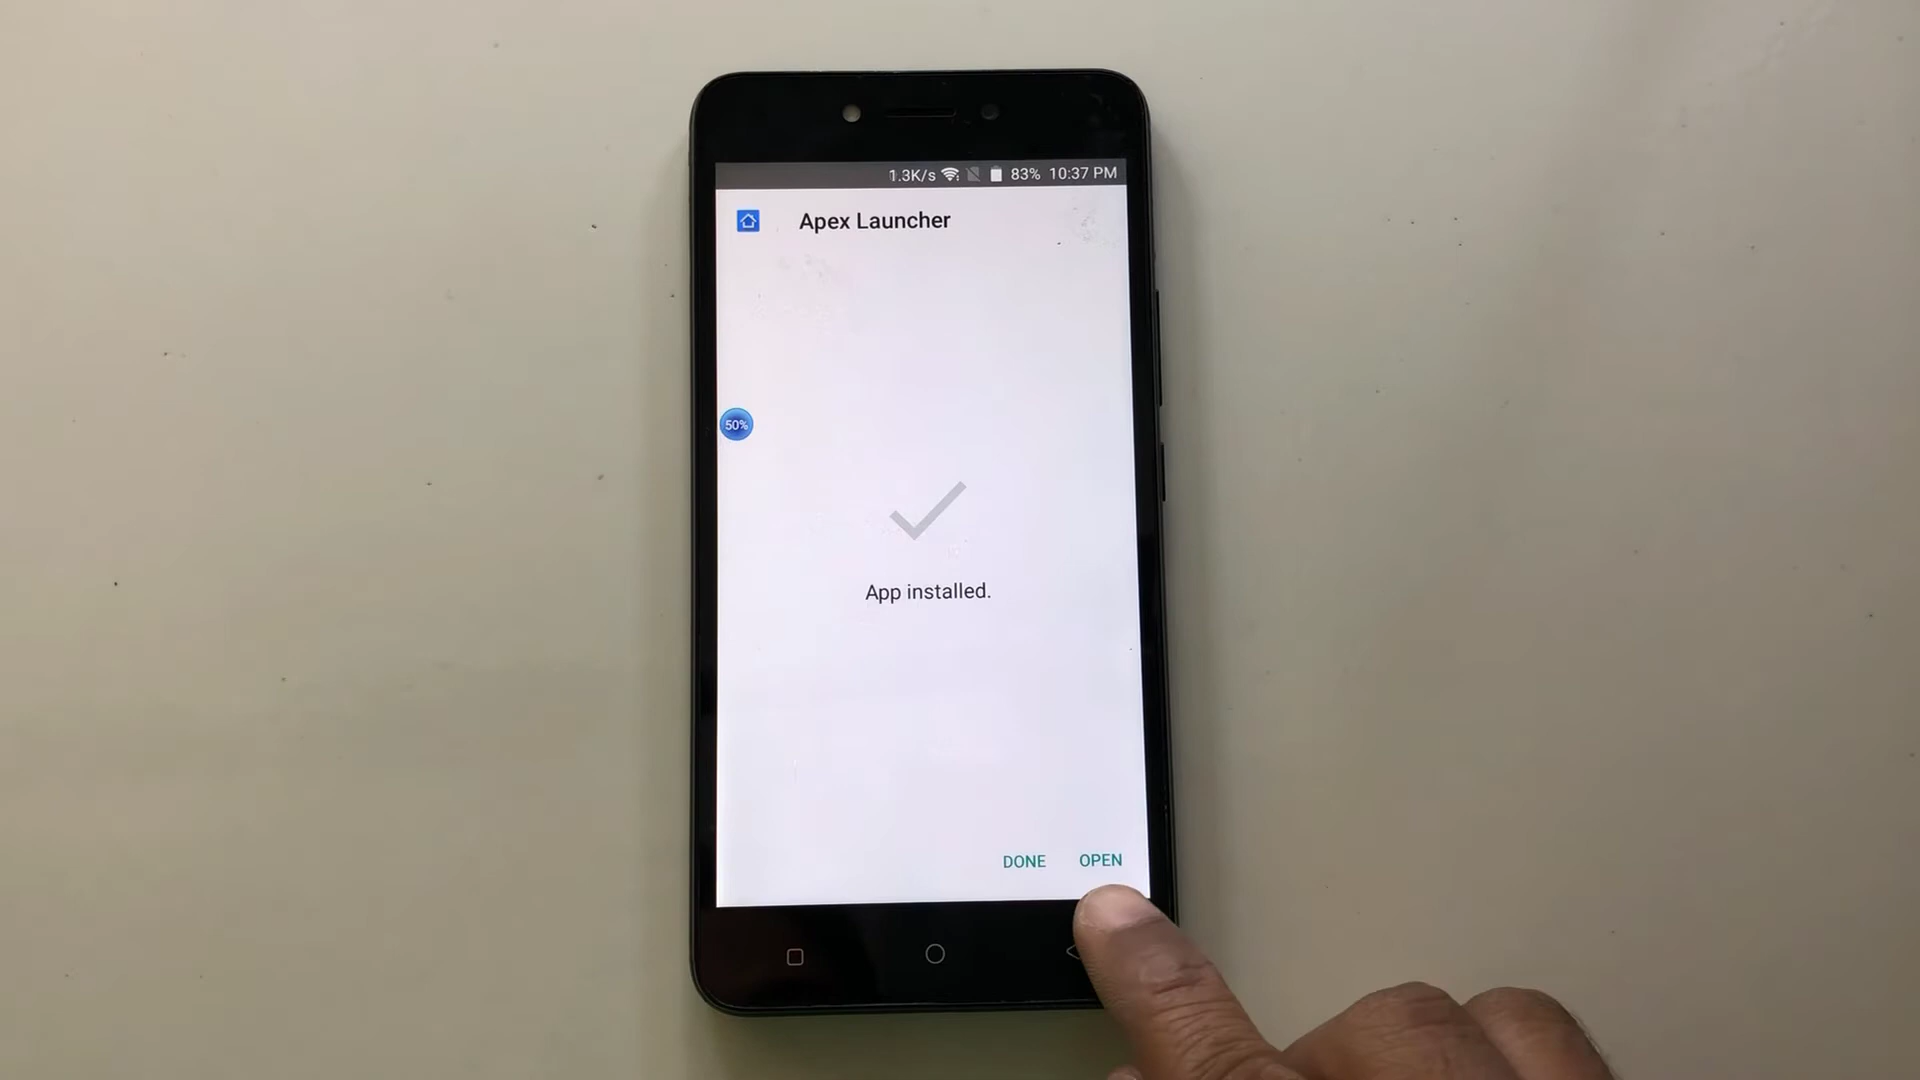 1.3K/s 83% 10:37 PM
Apex Launcher
50%
App installed.
DONE OPEN